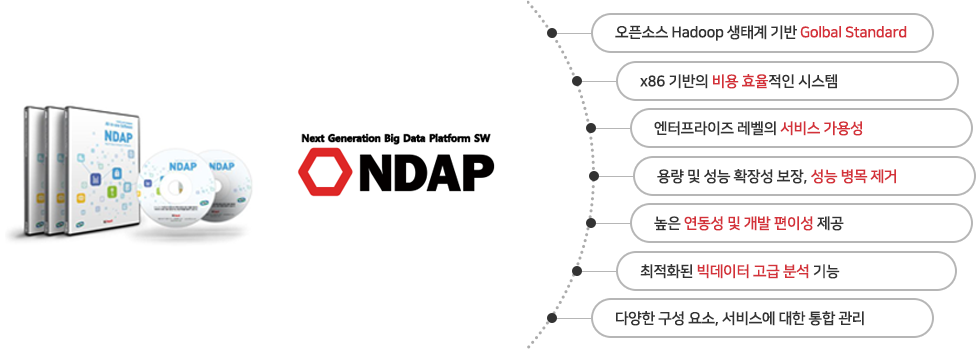 NDAP
NDAP
Next Generation Big Data Platform SW
NDAP
오픈소스 Hadoop 생태계 기반 Golbal Standard
x86 기반의 비용 효율적인 시스템
엔터프라이즈 레벨의 서비스 가용성
용량 및 성능 확장성 보장, 성능 병목 제거
높은 연동성 및 개발 편이성 제공
최적화된 빅데이터 고급 분석 기능
다양한 구성 요소, 서비스에 대한 통합 관리